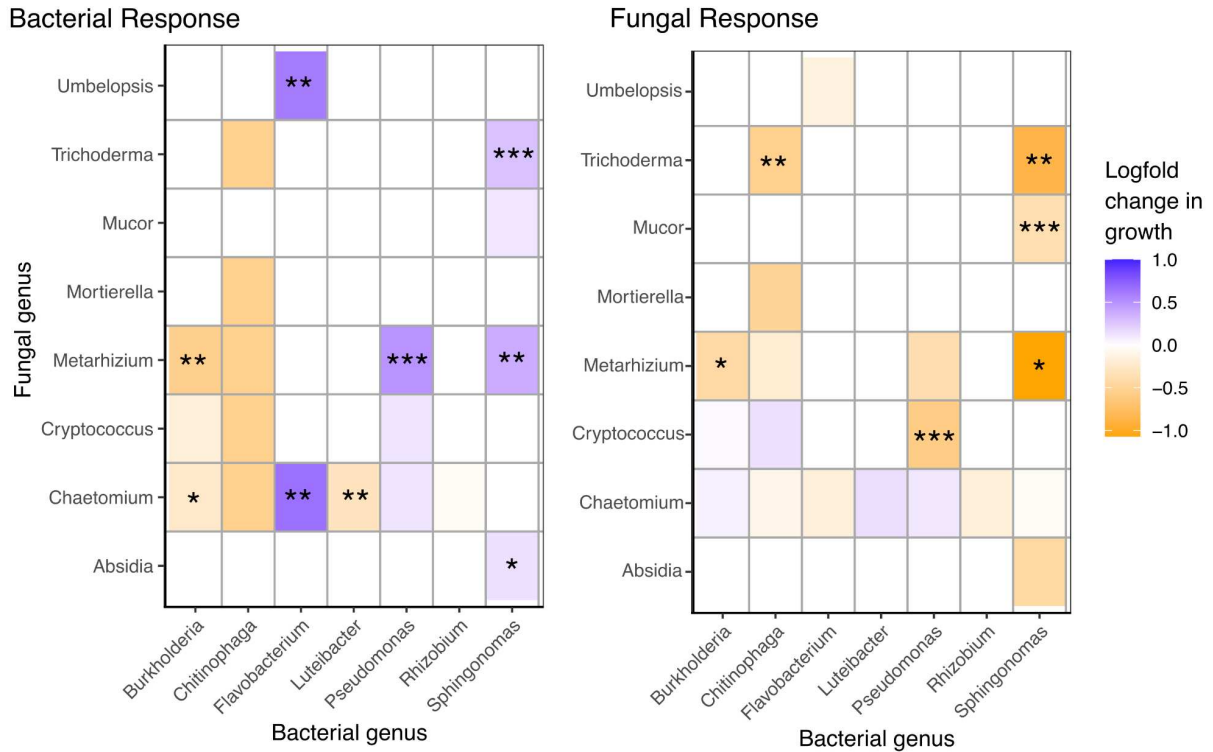 Bacterial Response
Fungal genus
Umbelopsis
Trichoderma
Mucor
Mortierella
Metarhizium
Cryptococcus
Chaetomium
Absidia
**
***
** *** **
* ** **
*
Burkholderia
Chitinophaga
Flavobacterium
Luteibacter
Pseudomonas
Rhizobium
Sphingonomas
Bacterial genus
Fungal Response
Umbelopsis
Trichoderma
Mucor
Mortierella
Metarhizium
Cryptococcus
Chaetomium
Absidia
** **
***
* *
***
Burkholderia
Chitinophaga
Flavobacterium
Luteibacter
Pseudomonas
Rhizobium
Sphingonomas
Bacterial genus
Logfold
change in
growth
1.0
0.5
0.0
−0.5
−1.0